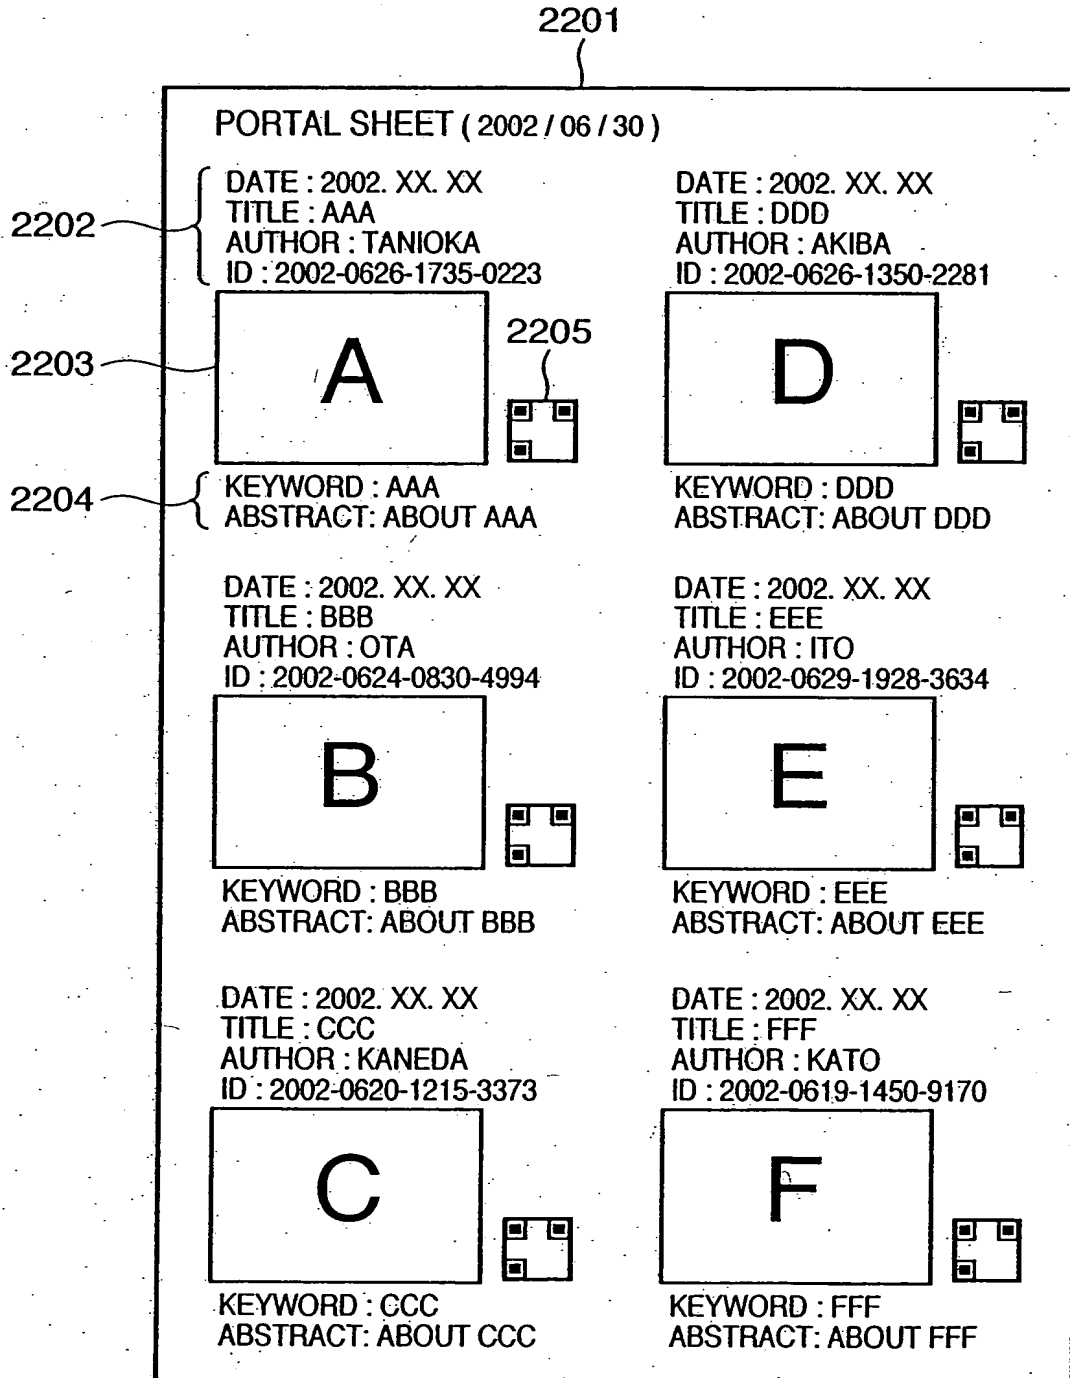 2201
PORTAL SHEET ( 2002 / 06 / 30 )
2202
DATE : 2002. XX. XX
TITLE : AAA
AUTHOR : TANIOKA
ID : 2002-0626-1735-0223
2203
A
2205
2204
KEYWORD : AAA
ABSTRACT: ABOUT AAA
DATE : 2002. XX. XX
TITLE : BBB
AUTHOR : OTA
ID : 2002-0624-0830-4994
B
KEYWORD : BBB
ABSTRACT: ABOUT BBB
DATE : 2002. XX. XX
TITLE : CCC
AUTHOR : KANEDA
ID : 2002-0620-1215-3373
C
KEYWORD : CCC
ABSTRACT: ABOUT CCC
DATE : 2002. XX. XX
TITLE : DDD
AUTHOR : AKIBA
ID : 2002-0626-1350-2281
D
KEYWORD : DDD
ABSTRACT: ABOUT DDD
DATE : 2002. XX. XX
TITLE : EEE
AUTHOR : ITO
ID : 2002-0629-1928-3634
E
KEYWORD : EEE
ABSTRACT: ABOUT EEE
DATE : 2002. XX. XX
TITLE : FFF
AUTHOR : KATO
ID : 2002-0619-1450-9170
F
KEYWORD : FFF
ABSTRACT: ABOUT FFF